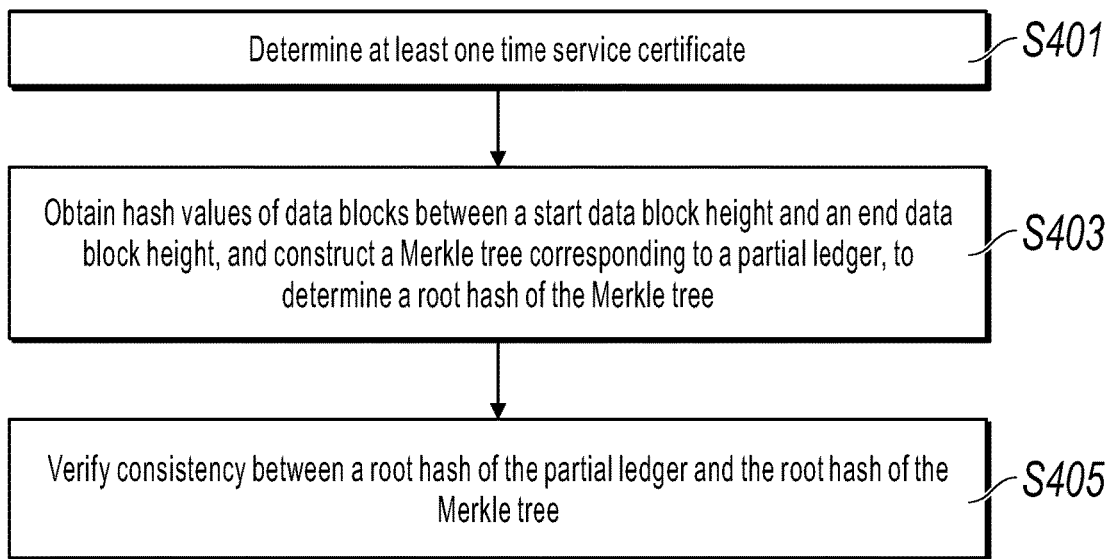 Determine at least one time service certificate
S401
Obtain hash values of data blocks between a start data block height and an end data
block height, and construct a Merkle tree corresponding to a partial ledger, to
determine a root hash of the Merkle tree
S403
Verify consistency between a root hash of the partial ledger and the root hash of the
Merkle tree
S405